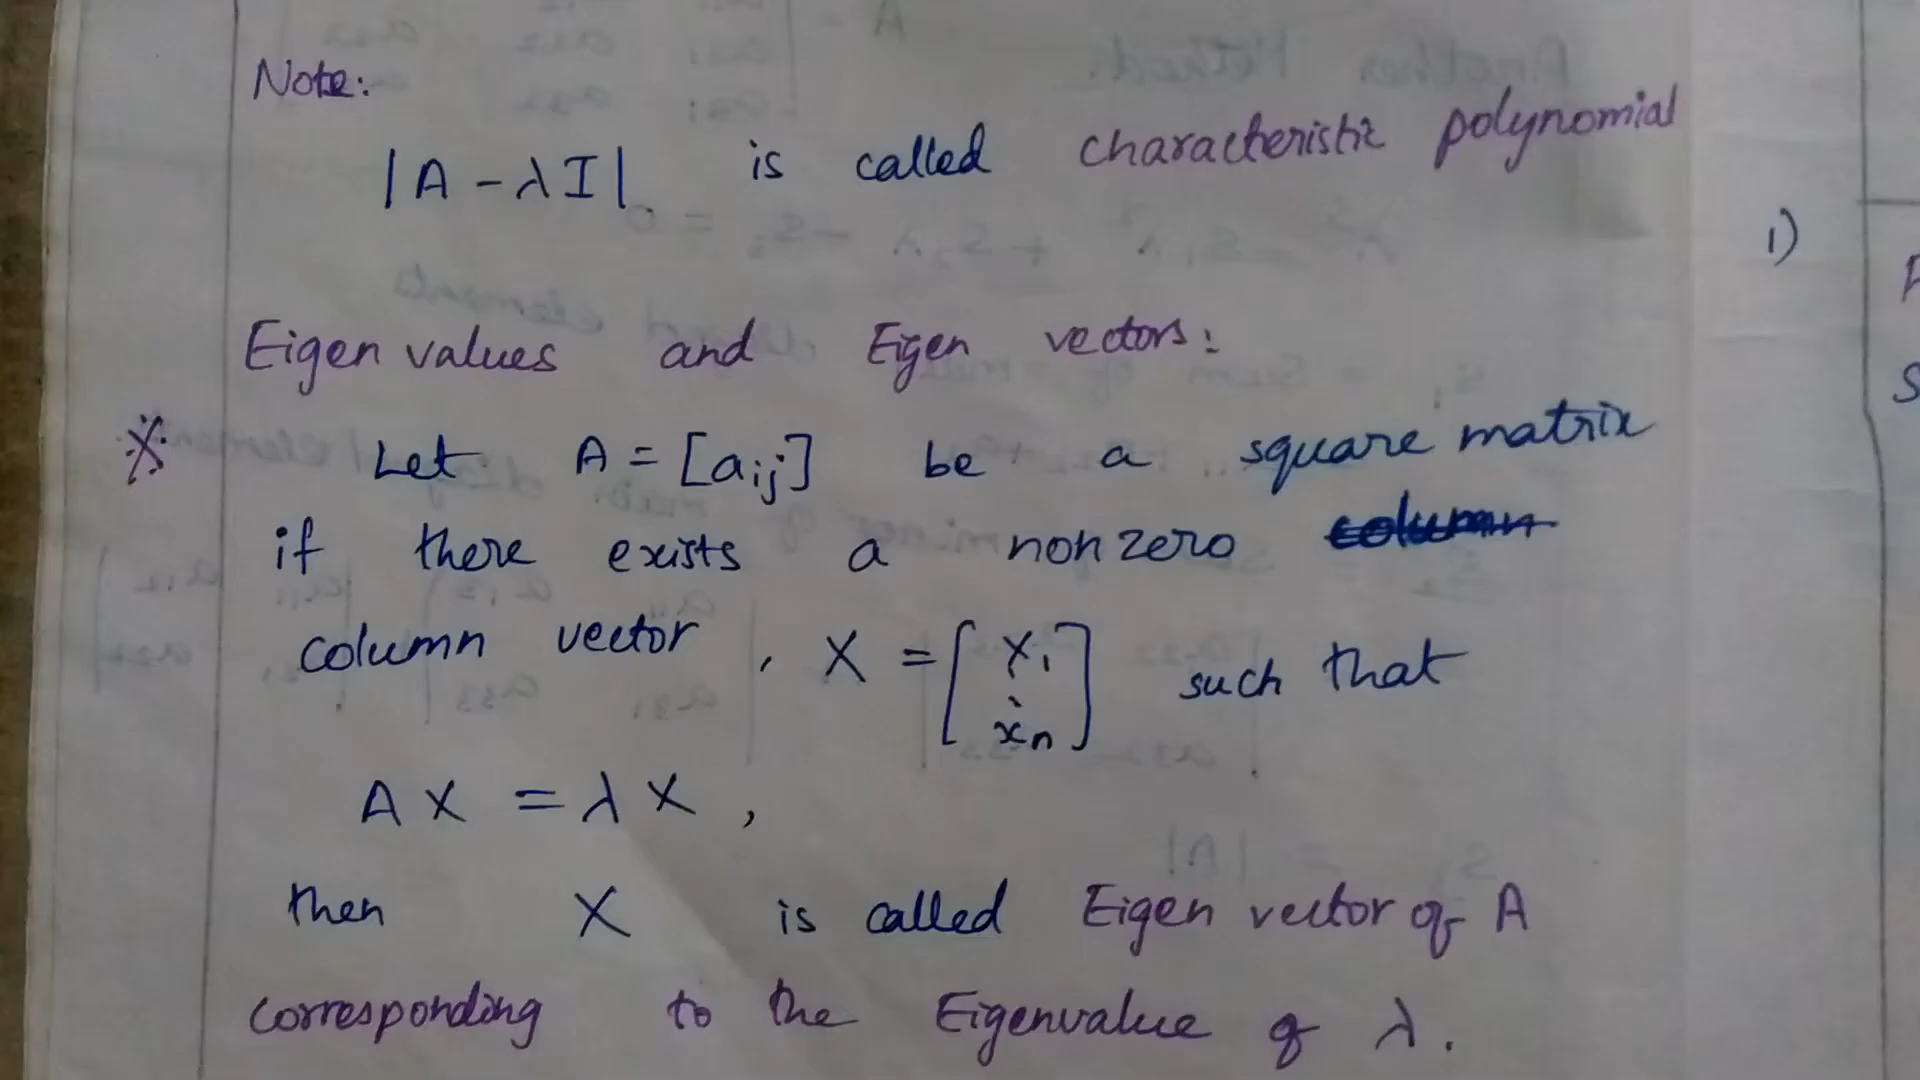 Note:
|A - λI| is called characteristic polynomial
Eigen values and Eigen vectors:
Let A = [aij] be a square matrix
if there exists a nonzero column
column vector, X = [x₁ ⋮ xₙ] such that
AX = λX,
then X is called Eigen vector of A
corresponding to the Eigenvalue of λ.
1)